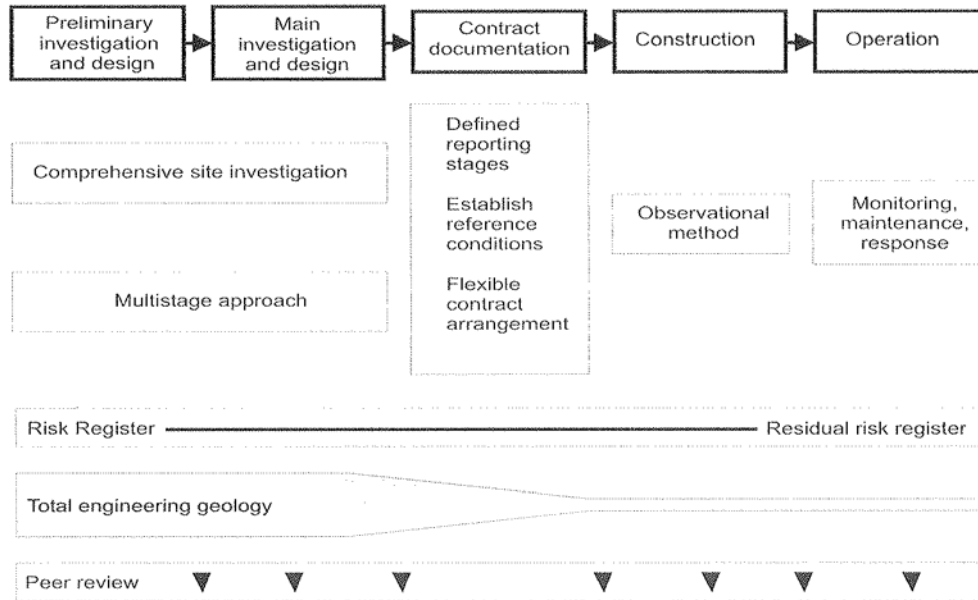 Preliminary
investigation
and design
Main
investigation
and design
Contract
documentation
Construction
Operation
Comprehensive site investigation
Multistage approach
Defined
reporting
stages
Establish
reference
conditions
Flexible
contract
arrangement
Observational
method
Monitoring,
maintenance,
response
Risk Register
Residual risk register
Total engineering geology
Peer review